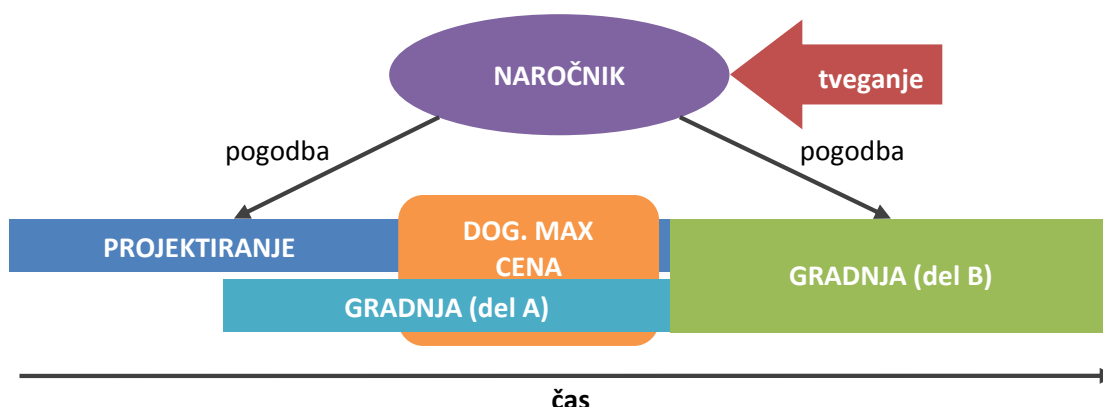 NAROČNIK
tveganje
pogodba
pogodba
PROJEKTIRANJE
DOG. MAX
CENA
GRADNJA (del A)
GRADNJA (del B)
čas